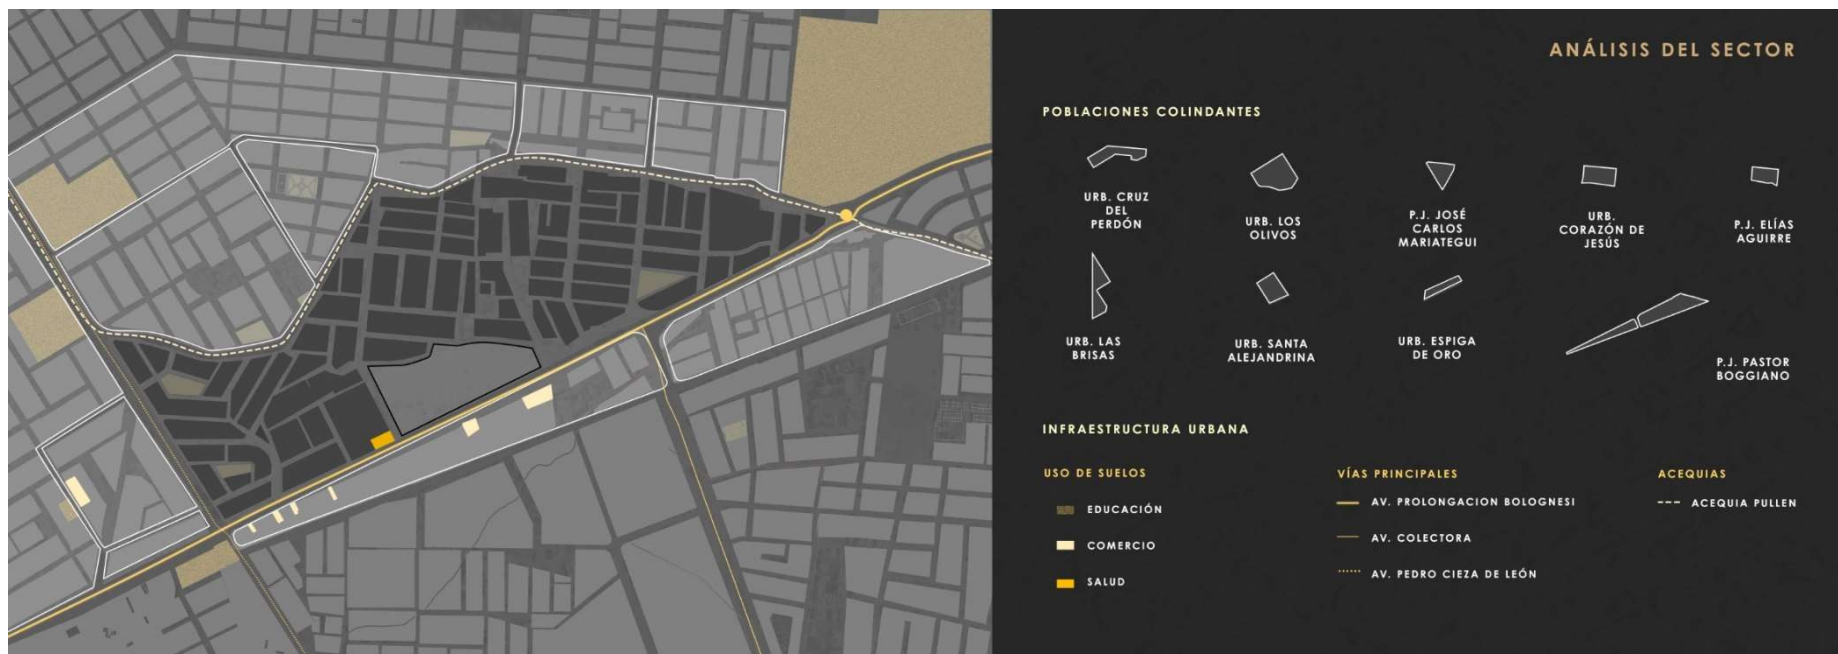 ANÁLISIS DEL SECTOR
POBLACIONES COLINDANTES
URB. CRUZ
DEL
PERDÓN
URB. LOS
OLIVOS
P.J. JOSÉ
CARLOS
MARIATEGUI
URB.
CORAZÓN DE
JESÚS
P.J. ELÍAS
AGUIRRE
URB. LAS
BRISAS
URB. SANTA
ALEJANDRINA
URB. ESPIGA
DE ORO
P.J. PASTOR
BOGGIANO
INFRAESTRUCTURA URBANA
USO DE SUELOS
EDUCACIÓN
COMERCIO
SALUD
VÍAS PRINCIPALES
AV. PROLONGACION BOLOGNESI
AV. COLECTORA
AV. PEDRO CIEZA DE LEÓN
ACEQUIAS
ACEQUIA PULLEN